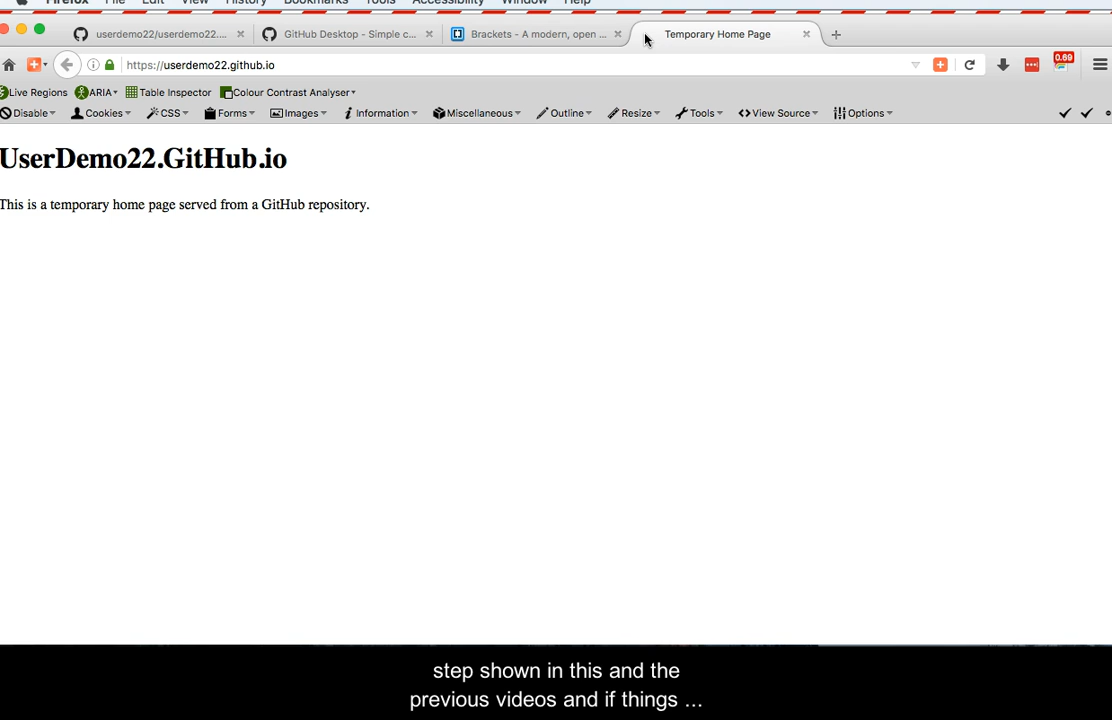 Firefox File Edit View History Bookmarks Tools Accessibility Window Help
userdemo22/userdemo22.... GitHub Desktop - Simple c... Brackets - A modern, open ... Temporary Home Page
https://userdemo22.github.io 0.69
Live Regions ARIA Table Inspector Colour Contrast Analyser
Disable Cookies CSS Forms Images Information Miscellaneous Outline Resize Tools View Source Options
UserDemo22.GitHub.io
This is a temporary home page served from a GitHub repository.
step shown in this and the
previous videos and if things ...